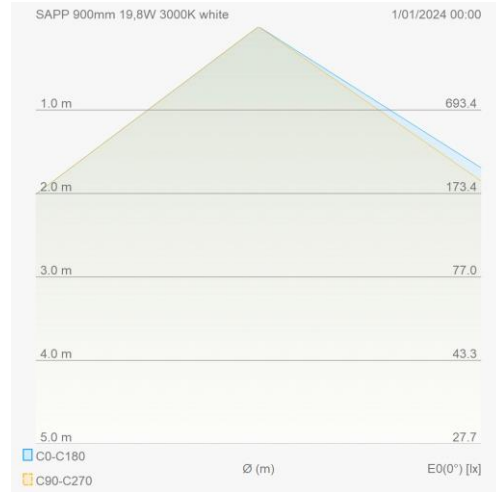 SAPP 900mm 19,8W 3000K white 1/01/2024 00:00
1.0 m 693.4
2.0 m 173.4
3.0 m 77.0
4.0 m 43.3
5.0 m 27.7
C0-C180
Ø (m) E0(0°) [lx]
C90-C270